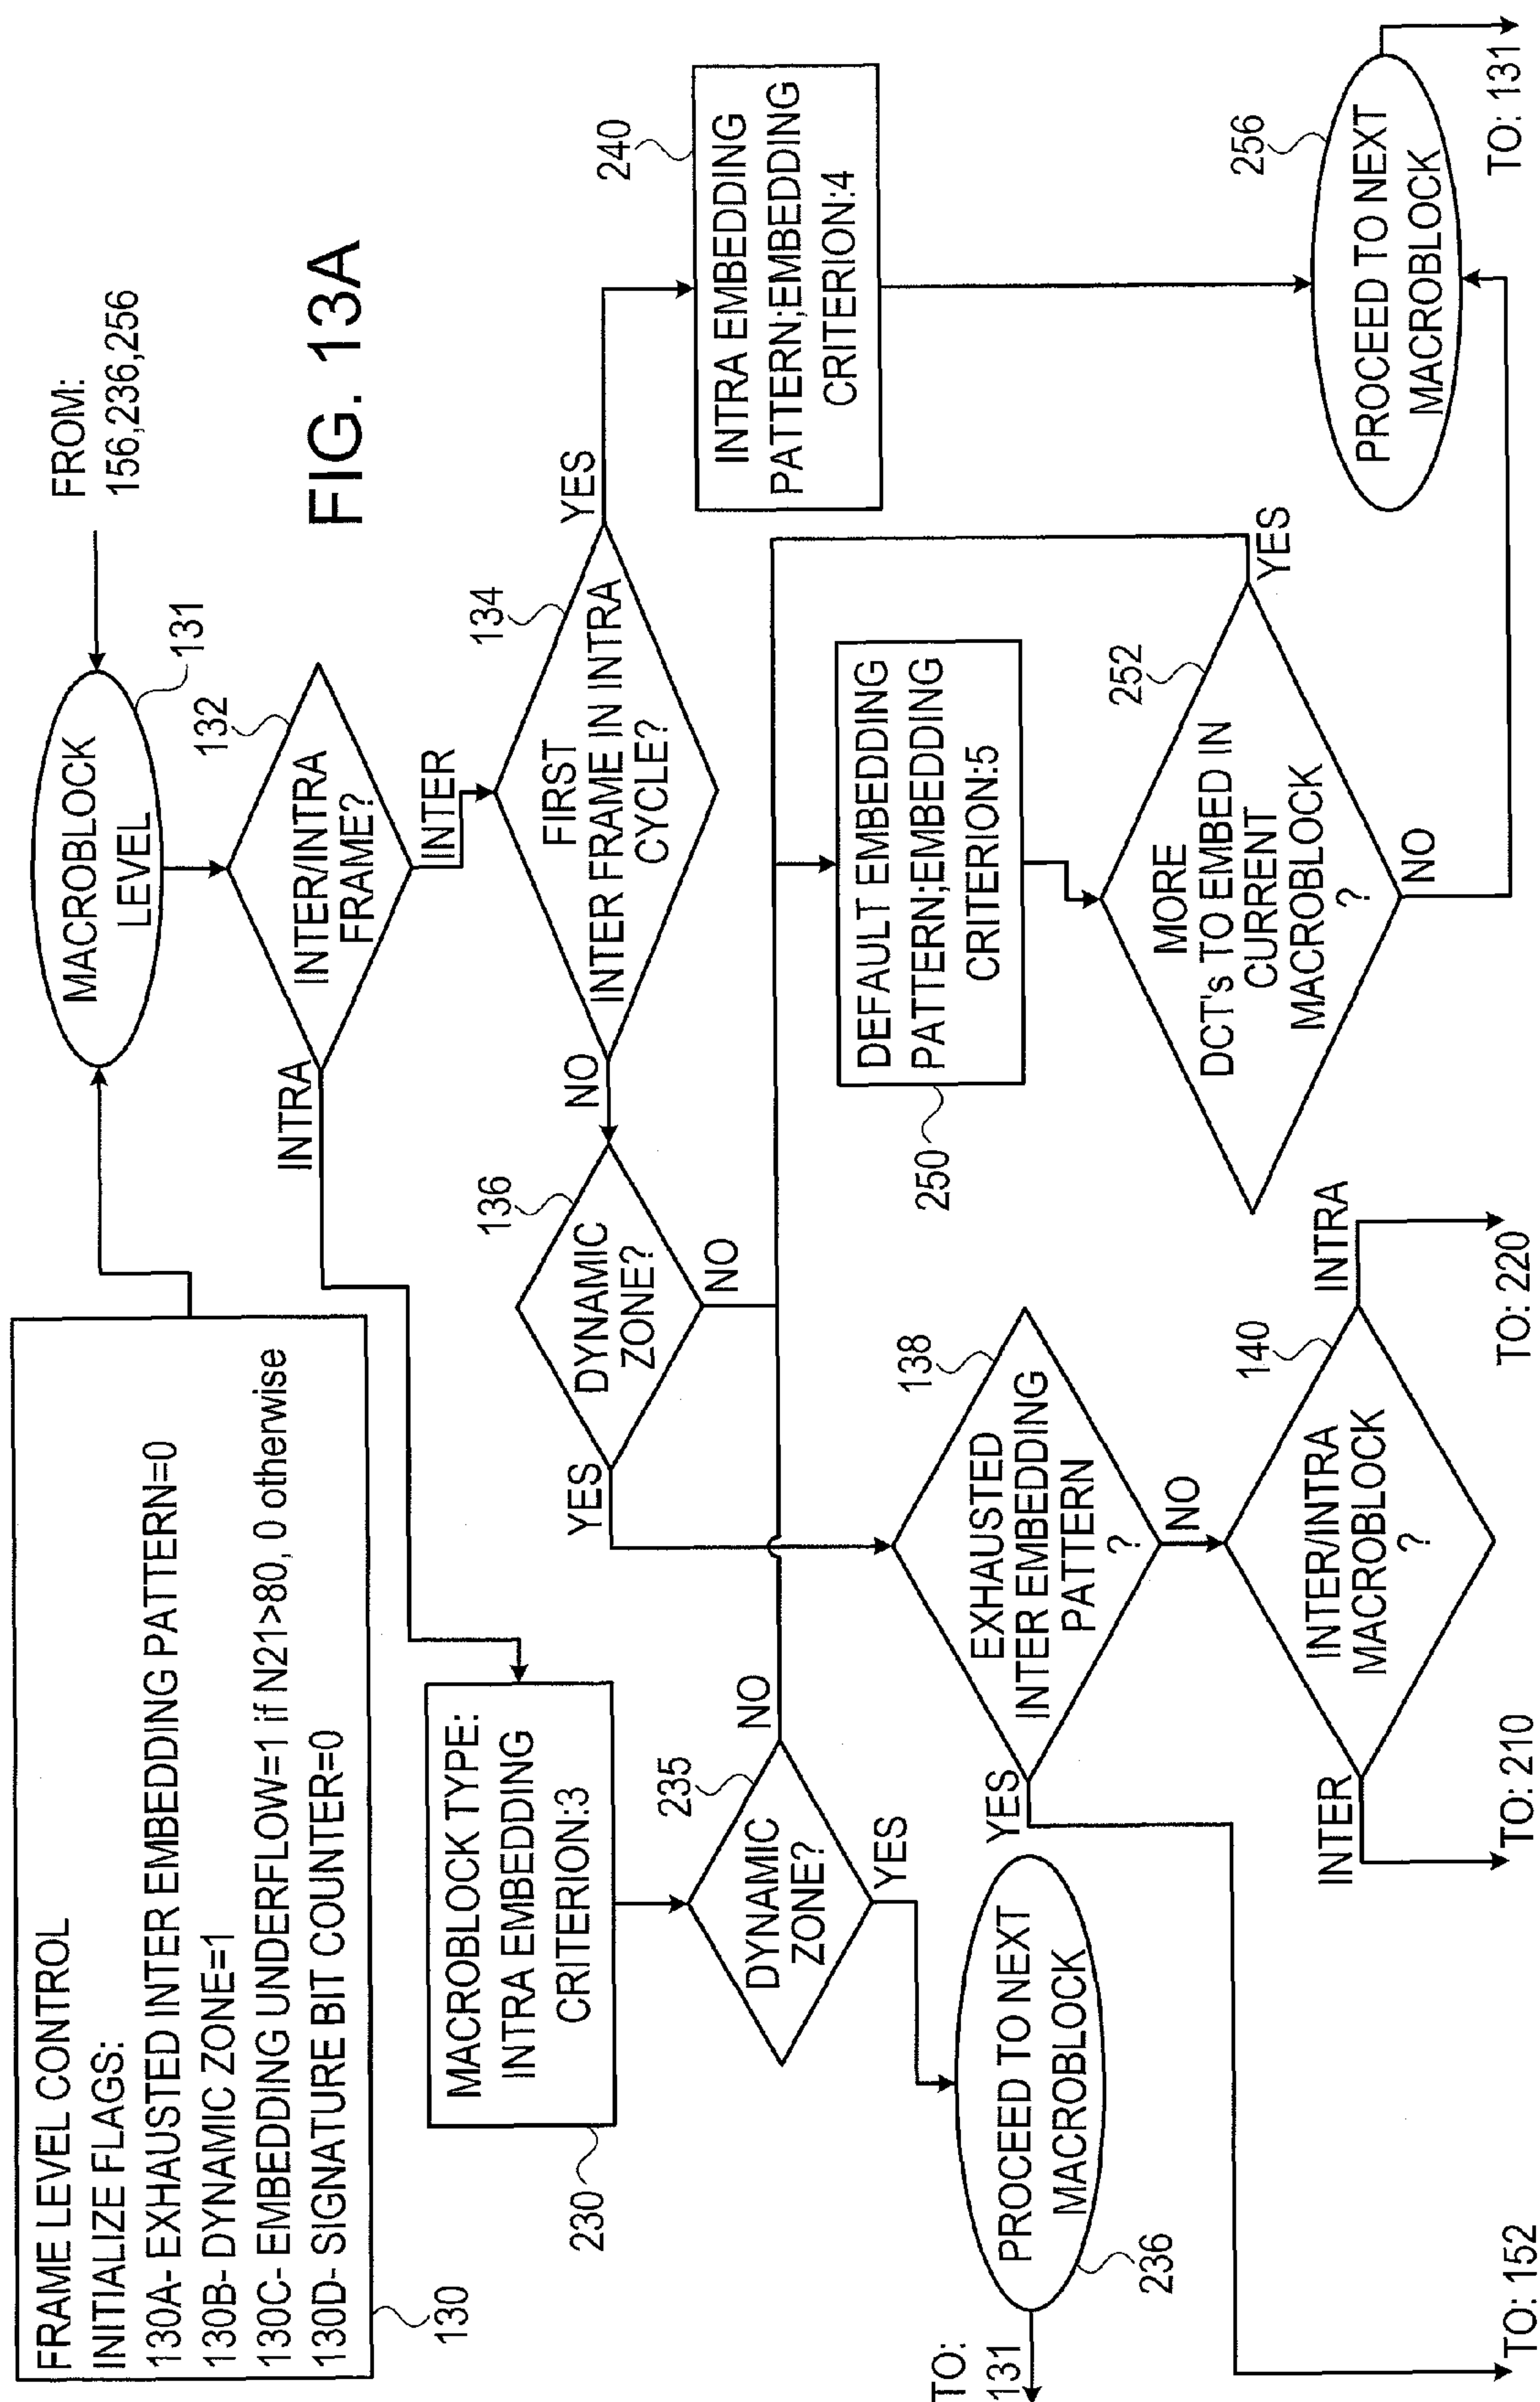 FIG. 13A
FRAME LEVEL CONTROL
INITIALIZE FLAGS:
130A- EXHAUSTED INTER EMBEDDING PATTERN=0
130B- DYNAMIC ZONE=1
130C- EMBEDDING UNDERFLOW=1 if N21>80, 0 otherwise
130D- SIGNATURE BIT COUNTER=0
130
FROM:
156,236,256
MACROBLOCK
LEVEL
131
INTER/INTRA
FRAME?
132
INTRA
INTER
FIRST
INTER FRAME IN INTRA
CYCLE?
134
YES
NO
INTRA EMBEDDING
PATTERN;EMBEDDING
CRITERION:4
240
DYNAMIC
ZONE?
136
YES
NO
MACROBLOCK TYPE:
INTRA EMBEDDING
CRITERION:3
230
DYNAMIC
ZONE?
235
NO
YES
PROCEED TO NEXT
MACROBLOCK
236
TO:
131
EXHAUSTED
INTER EMBEDDING
PATTERN
?
138
YES
NO
TO: 152
INTER/INTRA
MACROBLOCK
?
140
INTER
INTRA
TO: 210
TO: 220
DEFAULT EMBEDDING
PATTERN;EMBEDDING
CRITERION:5
250
MORE
DCT's TO EMBED IN
CURRENT
MACROBLOCK
?
252
YES
NO
PROCEED TO NEXT
MACROBLOCK
256
TO: 131